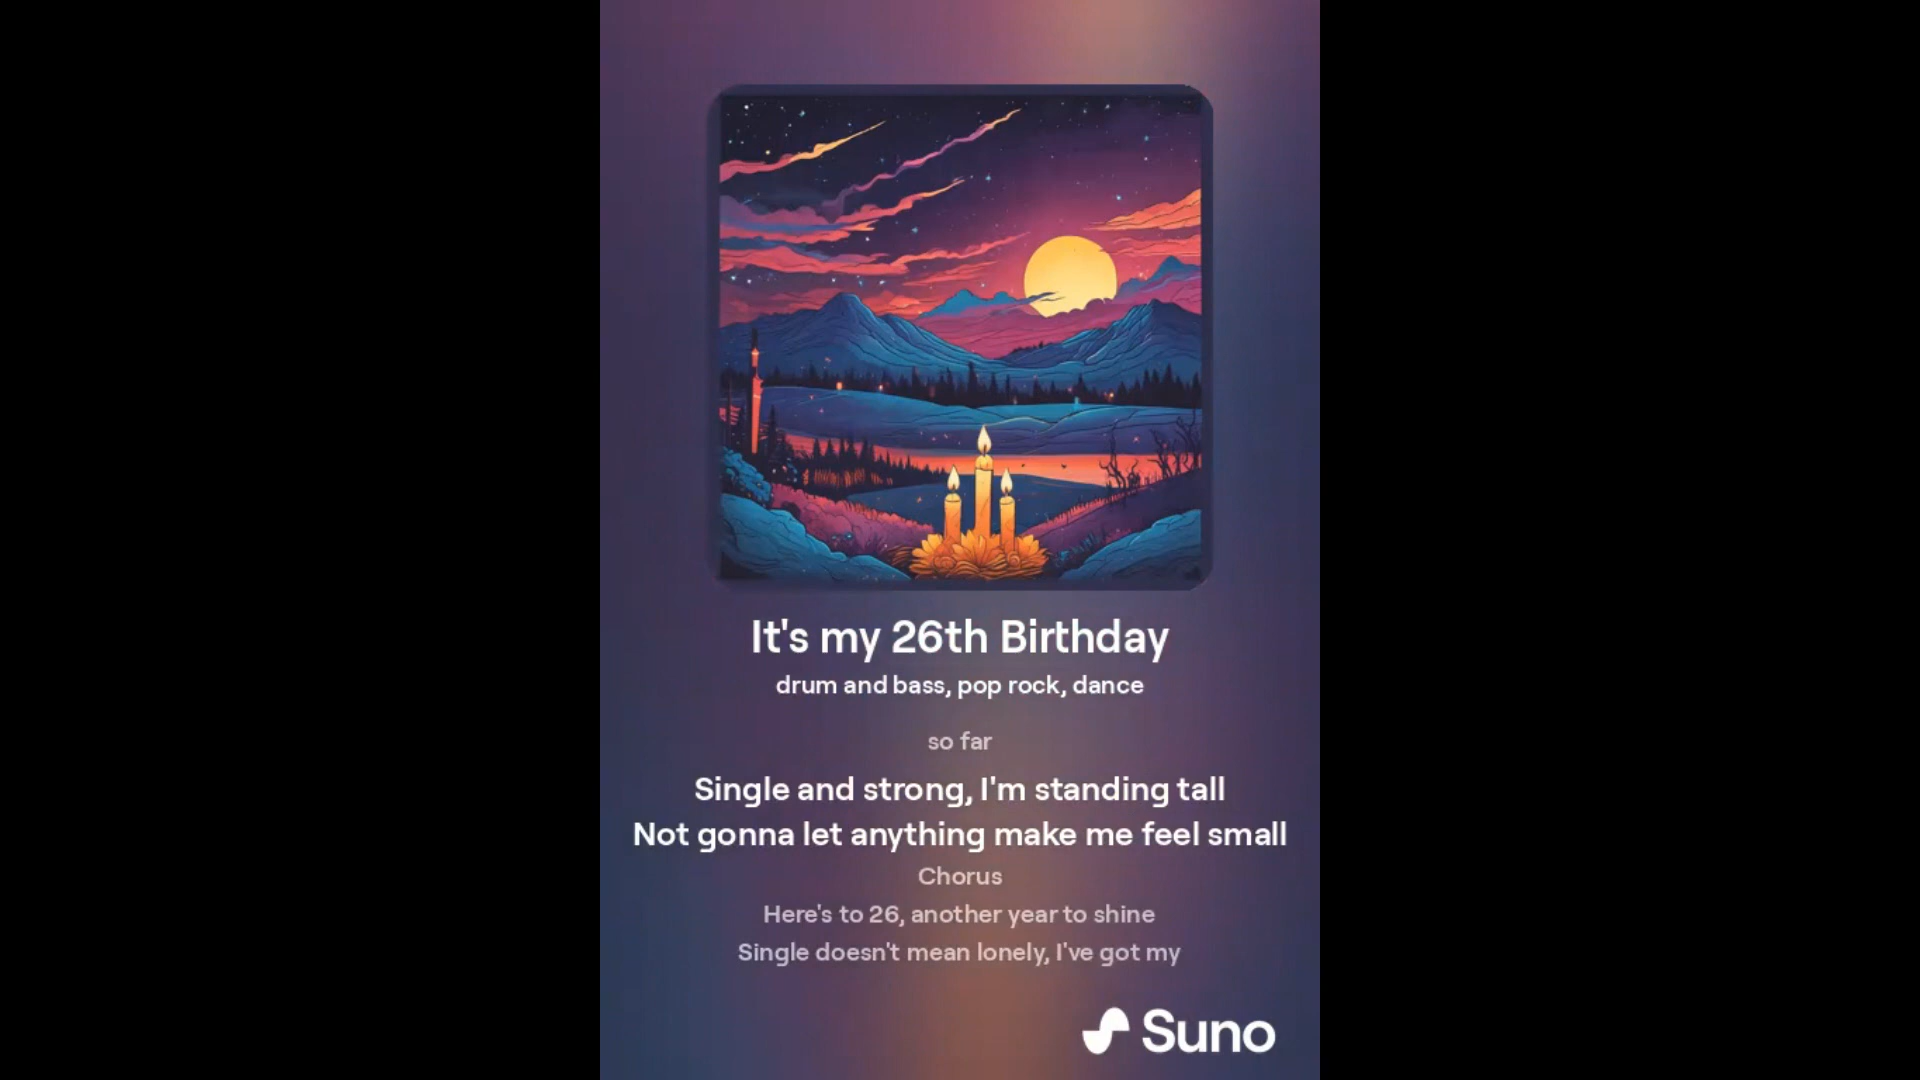 It's my 26th Birthday
drum and bass, pop rock, dance
so far
Single and strong, I'm standing tall
Not gonna let anything make me feel small
Chorus
Here's to 26, another year to shine
Single doesn't mean lonely, I've got my
Suno